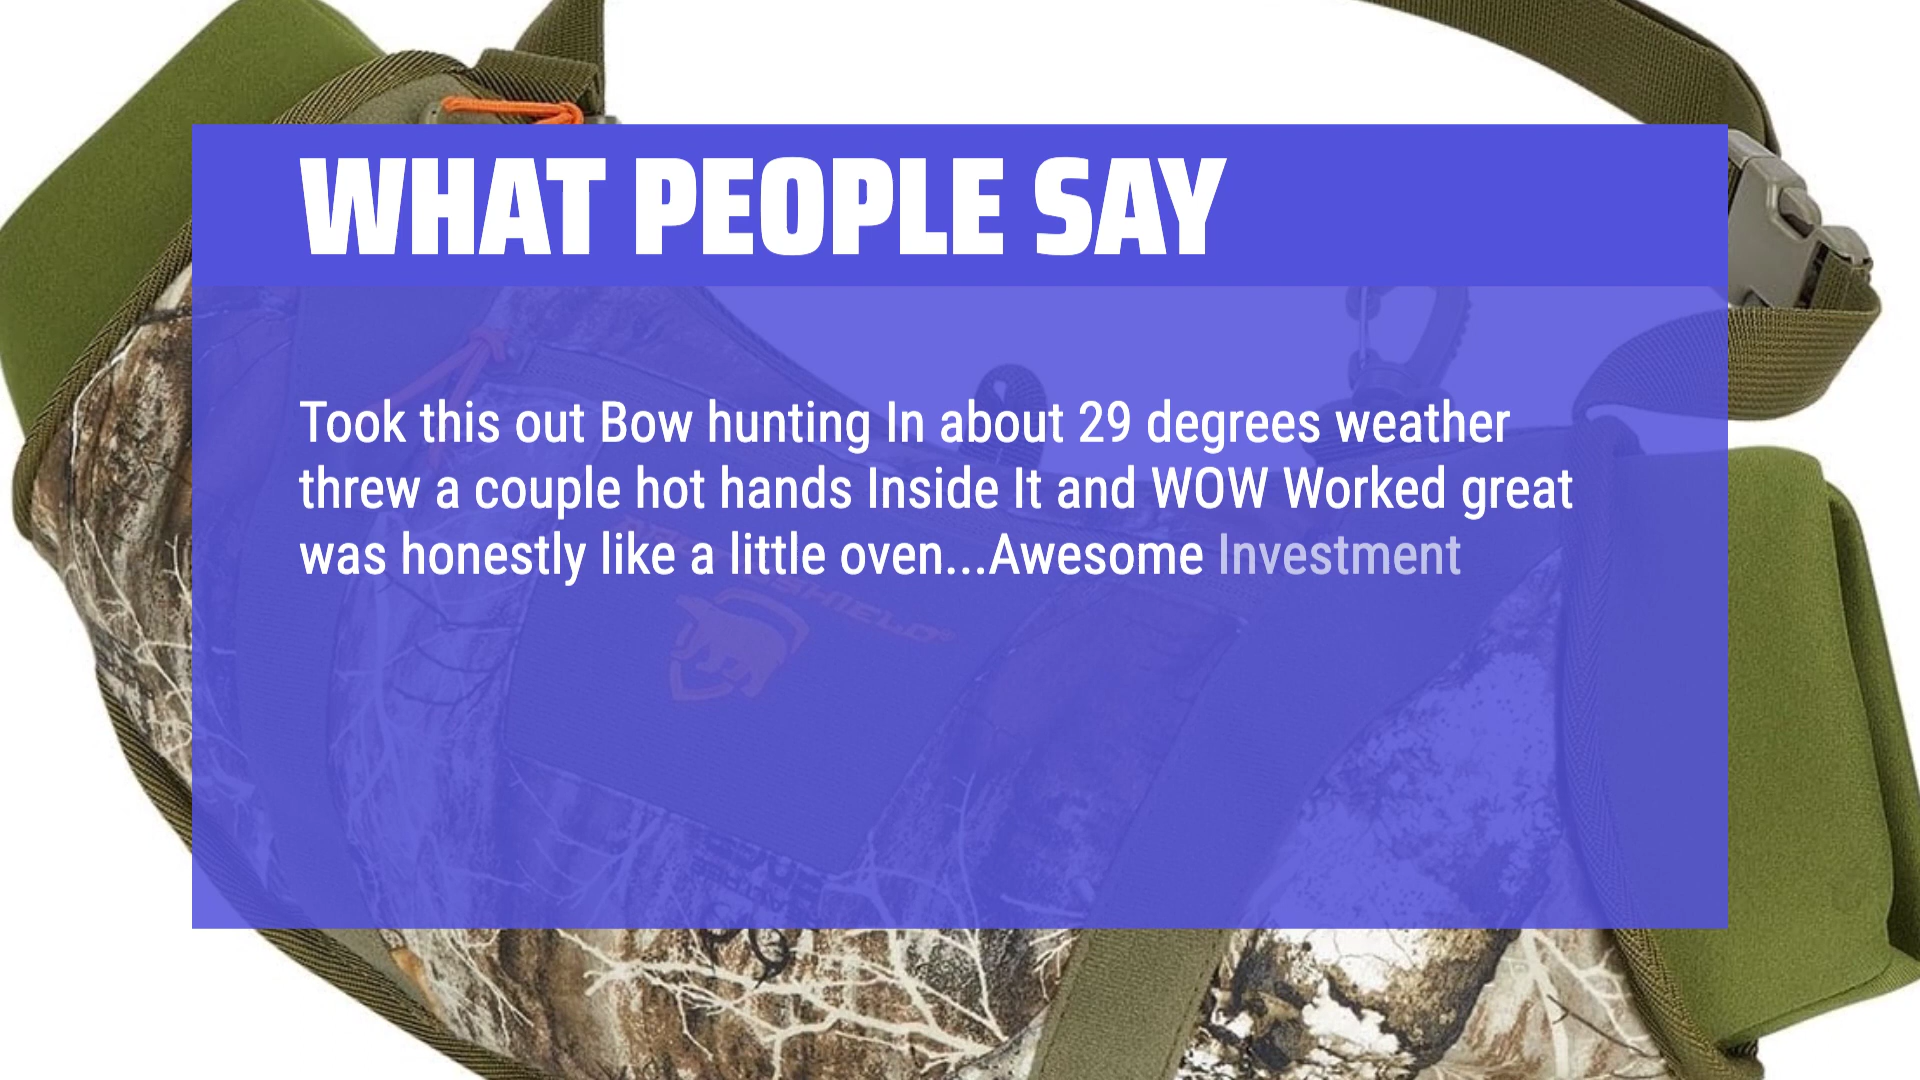 WHAT PEOPLE SAY
Took this out Bow hunting In about 29 degrees weather
threw a couple hot hands Inside It and WOW Worked great
was honestly like a little oven...Awesome Investment
SHIELD®